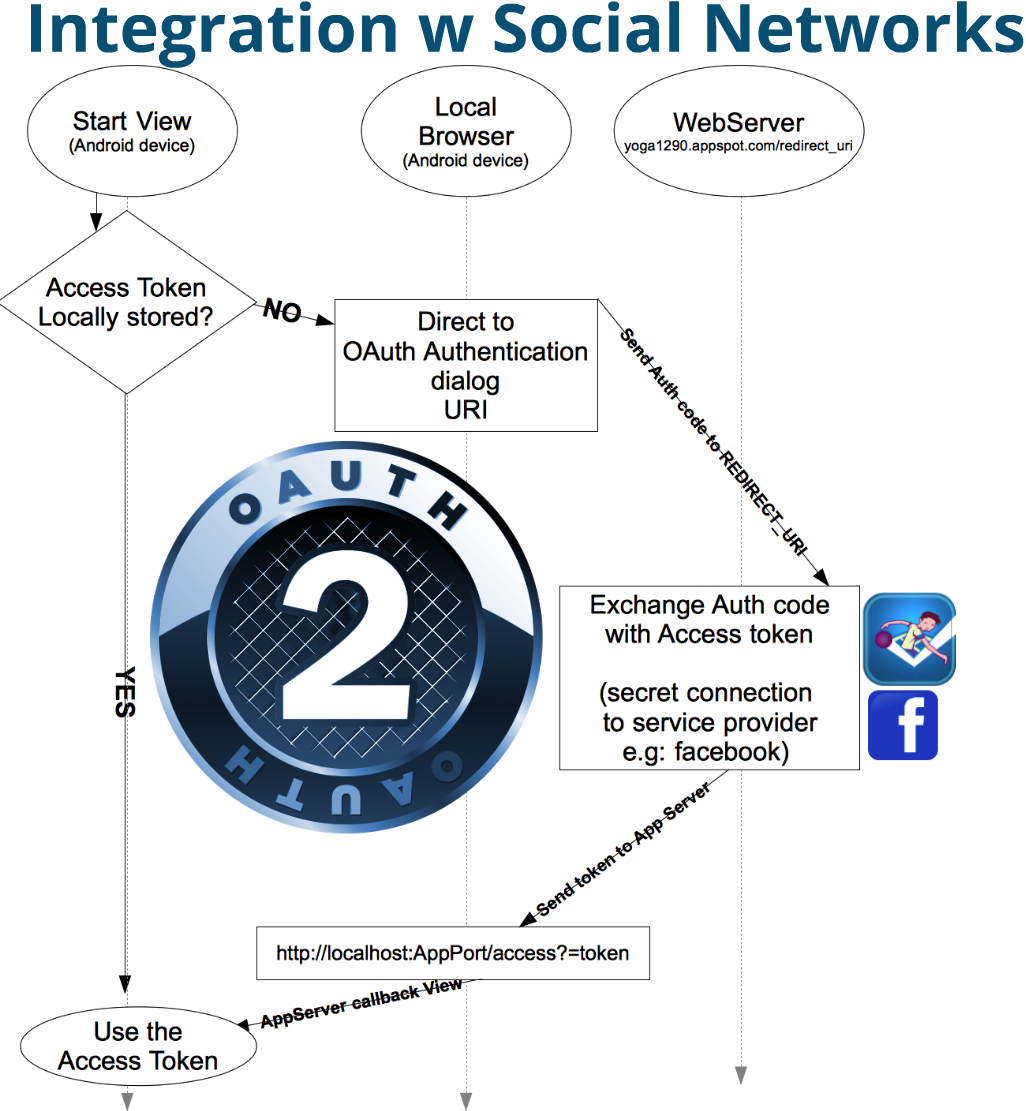 Integration w Social Networks
Start View
(Android device)
Local
Browser
(Android device)
WebServer
yoga1290.appspot.com/redirect_uri
Access Token
Locally stored?
NO
Direct to
OAuth Authentication
dialog
URI
Send Auth code to REDIRECT_URI
OAUTH
2
OAUTH
YES
Exchange Auth code
with Access token
(secret connection
to service provider
e.g: facebook)
f
Send token to App Server
http://localhost:AppPort/access?=token
AppServer callback View
Use the
Access Token